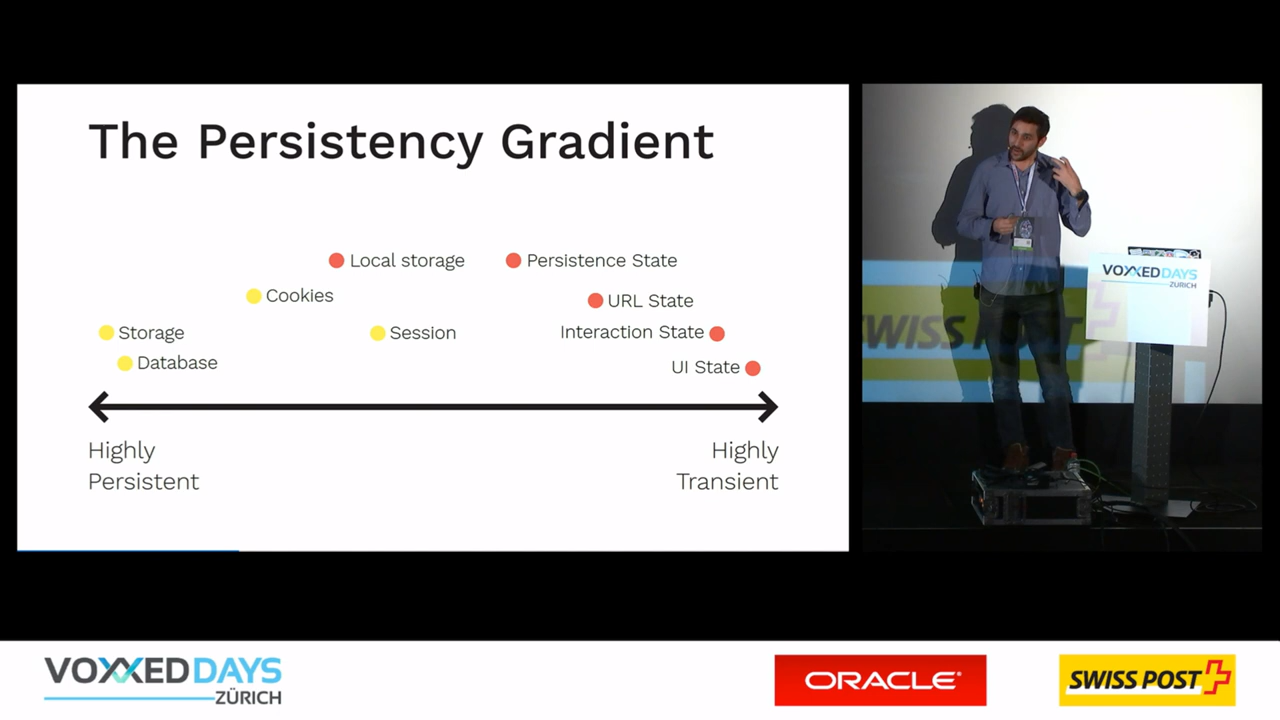 The Persistency Gradient
Local storage
Persistence State
Cookies
URL State
Storage
Session
Interaction State
Database
UI State
Highly
Persistent
Highly
Transient
VOXXED DAYS
ZURICH
SWISS POST
VOXXED DAYS
ZÜRICH
ORACLE
SWISS POST